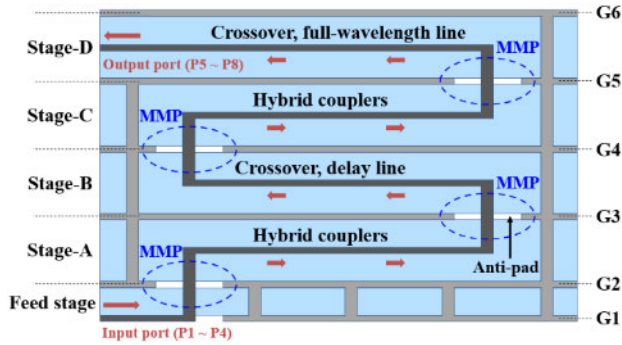 G6
Crossover, full-wavelength line
MMP
Stage-D
Output port (P5 ~ P8)
G5
Stage-C
Hybrid couplers
MMP
G4
Crossover, delay line
MMP
Stage-B
G3
MMP
Hybrid couplers
Stage-A
Anti-pad
G2
Feed stage
G1
Input port (P1 ~ P4)